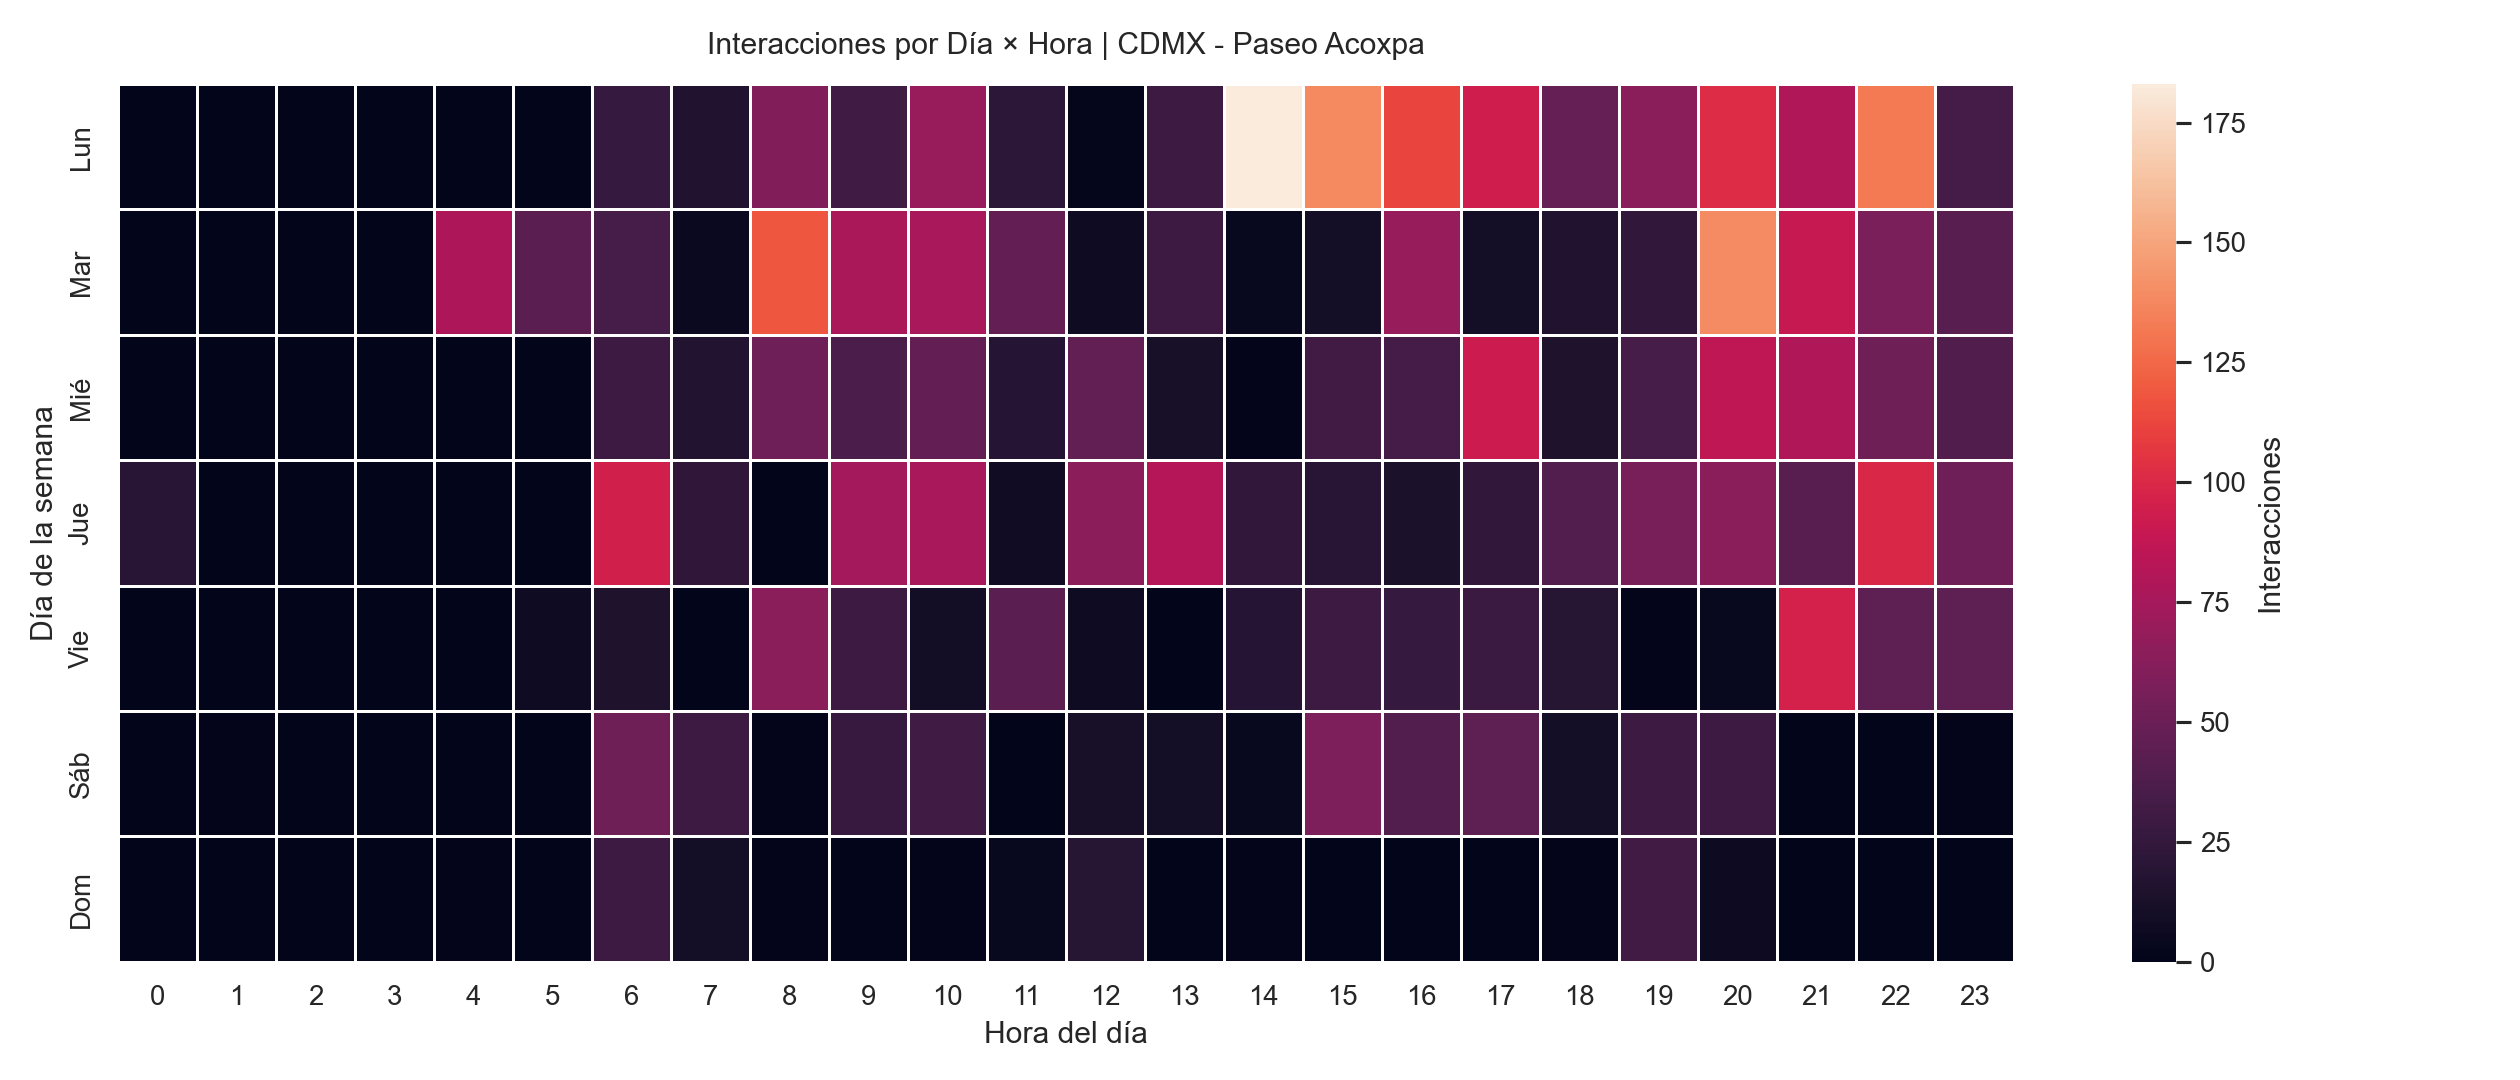 Interacciones por Día × Hora | CDMX - Paseo Acoxpa
Día de la semana
Lun
Mar
Mié
Jue
Vie
Sáb
Dom
0 1 2 3 4 5 6 7 8 9 10 11 12 13 14 15 16 17 18 19 20 21 22 23
Hora del día
175
150
125
100
75
50
25
0
Interacciones